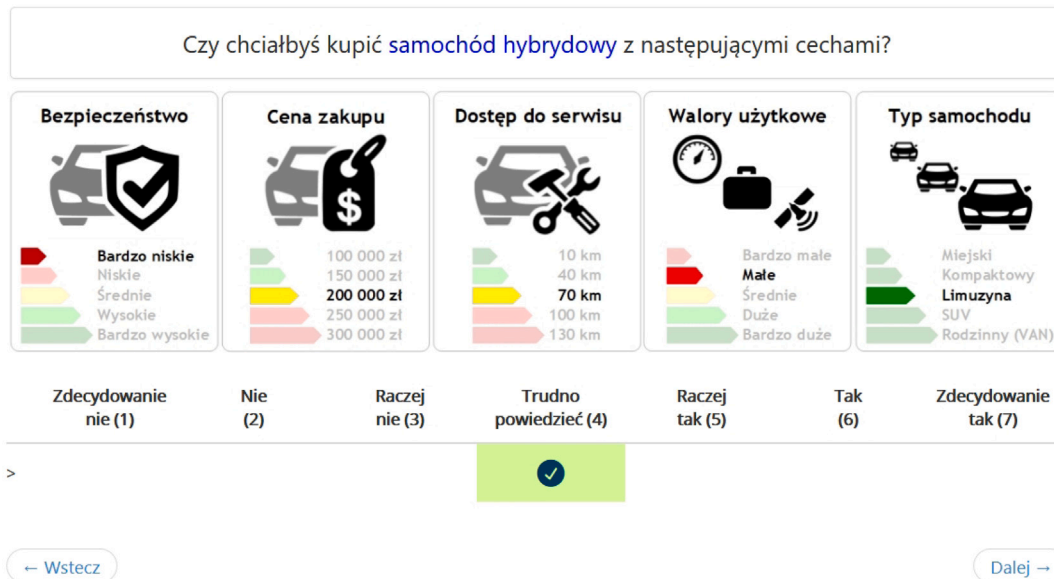 Czy chciałbyś kupić samochód hybrydowy z następującymi cechami?
Bezpieczeństwo
Bardzo niskie
Niskie
Średnie
Wysokie
Bardzo wysokie
Cena zakupu
$
100 000 zł
150 000 zł
200 000 zł
250 000 zł
300 000 zł
Dostęp do serwisu
10 km
40 km
70 km
100 km
130 km
Walory użytkowe
Bardzo małe
Małe
Średnie
Duże
Bardzo duże
Typ samochodu
Miejski
Kompaktowy
Limuzyna
SUV
Rodzinny (VAN)
Zdecydowanie
nie (1)
Nie
(2)
Raczej
nie (3)
Trudno
powiedzieć (4)
Raczej
tak (5)
Tak
(6)
Zdecydowanie
tak (7)
>
← Wstecz
Dalej →